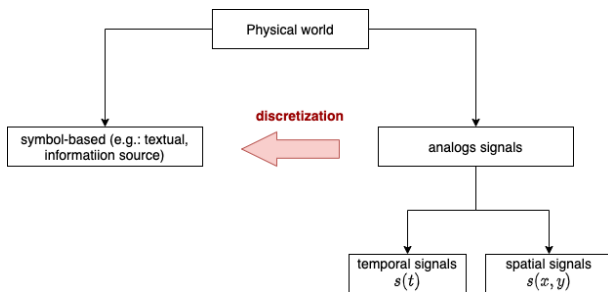 Physical world
discretization
symbol-based (e.g.: textual,
informatiion source)
analogs signals
temporal signals
s(t)
spatial signals
s(x, y)